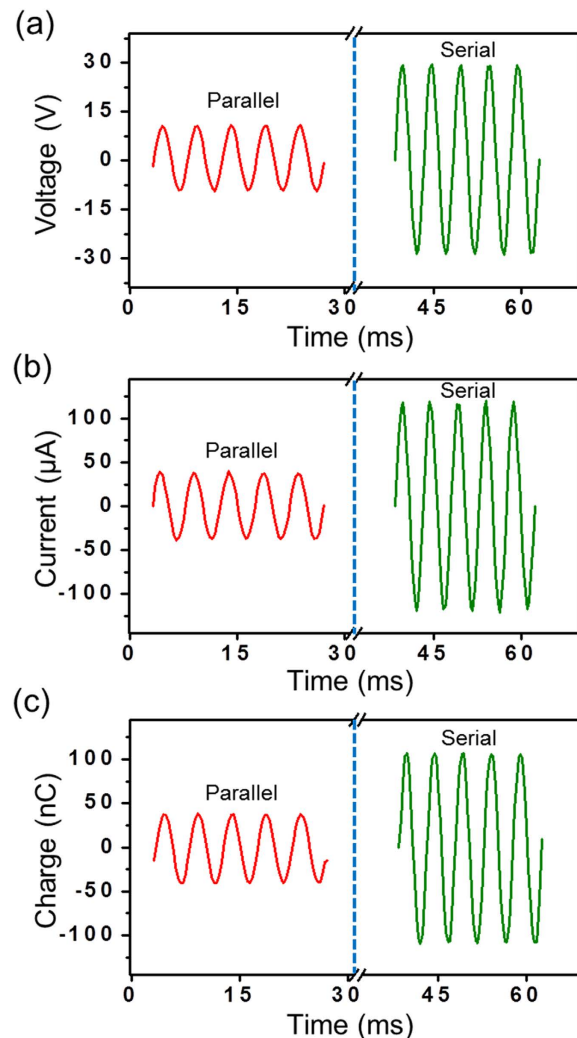 (a)
Serial
Parallel
30
15
0
-15
-30
Voltage (V)
0 15 30 45 60
Time (ms)
(b)
Serial
Parallel
100
50
0
-50
-100
Current (μA)
0 15 30 45 60
Time (ms)
(c)
Serial
Parallel
100
50
0
-50
-100
Charge (nC)
0 15 30 45 60
Time (ms)